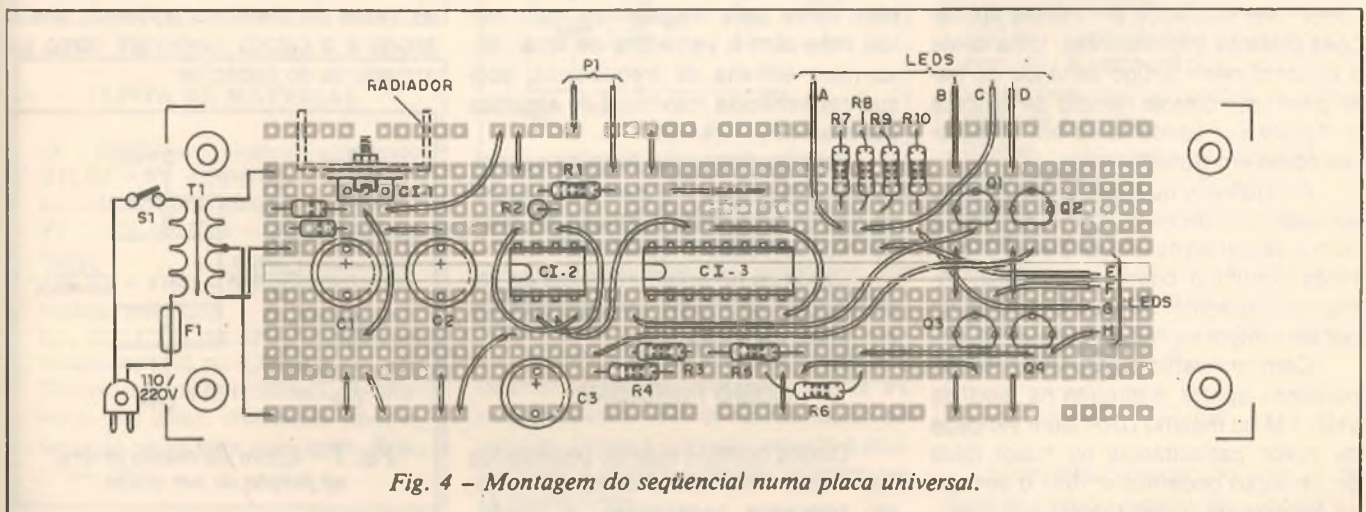 RADIADOR
P1
LEDS
A
B
C
D
R8
R7
R9
R10
T1
S1
CI-1
R1
R2
Q1
Q2
CI-2
CI-3
E
F
G
H
LEDS
C1
C2
F1
Q3
Q4
R3
R5
R4
R6
C3
110/
220V
Fig. 4 – Montagem do seqüencial numa placa universal.